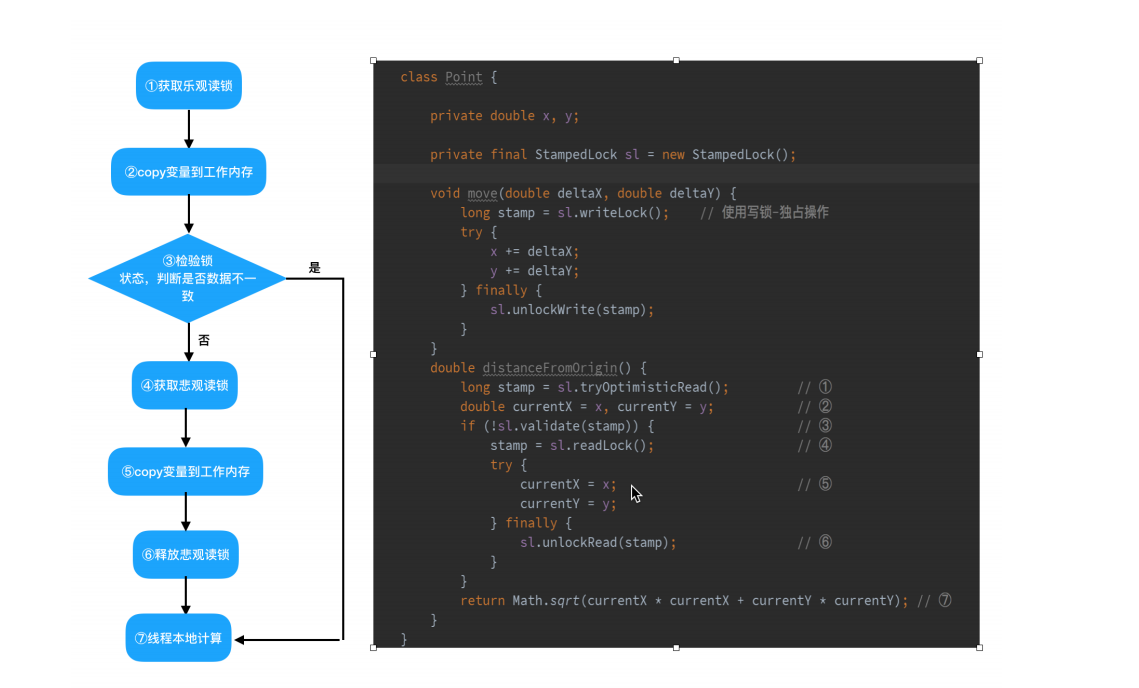 ①获取乐观读锁
②copy变量到工作内存
③检验锁
状态，判断是否数据不一
致
是
否
④获取悲观读锁
⑤copy变量到工作内存
⑥释放悲观读锁
⑦线程本地计算
class Point {
private double x, y;
private final StampedLock sl = new StampedLock();
void move(double deltaX, double deltaY) {
long stamp = sl.writeLock();    // 使用写锁-独占操作
try {
x += deltaX;
y += deltaY;
} finally {
sl.unlockWrite(stamp);
}
}
double distanceFromOrigin() {
long stamp = sl.tryOptimisticRead();         // ①
double currentX = x, currentY = y;           // ②
if (!sl.validate(stamp)) {                   // ③
stamp = sl.readLock();                   // ④
try {
currentX = x;                        // ⑤
currentY = y;
} finally {
sl.unlockRead(stamp);                // ⑥
}
}
return Math.sqrt(currentX * currentX + currentY * currentY); // ⑦
}
}